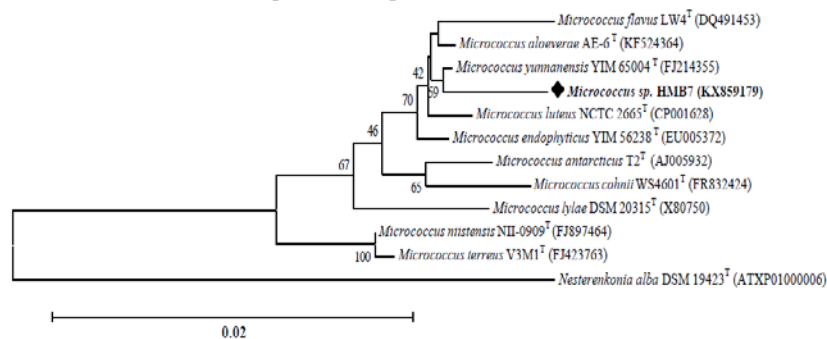 Micrococcus flavus LW4T (DQ491453)
Micrococcus aloeverae AE-6T (KF524364)
42
Micrococcus yunnanensis YIM 65004T (FJ214355)
59
Micrococcus sp. HMB7 (KX859179)
70
Micrococcus luteus NCTC 2665T (CP001628)
46
Micrococcus endophyticus YIM 56238T (EU005372)
67
Micrococcus antarcticus T2T (AJ005932)
65
Micrococcus cohnii WS4601T (FR832424)
Micrococcus lylae DSM 20315T (X80750)
Micrococcus niistensis NII-0909T (FJ897464)
100
Micrococcus terreus V3M1T (FJ423763)
Nesterenkonia alba DSM 19423T (ATXP01000006)
0.02